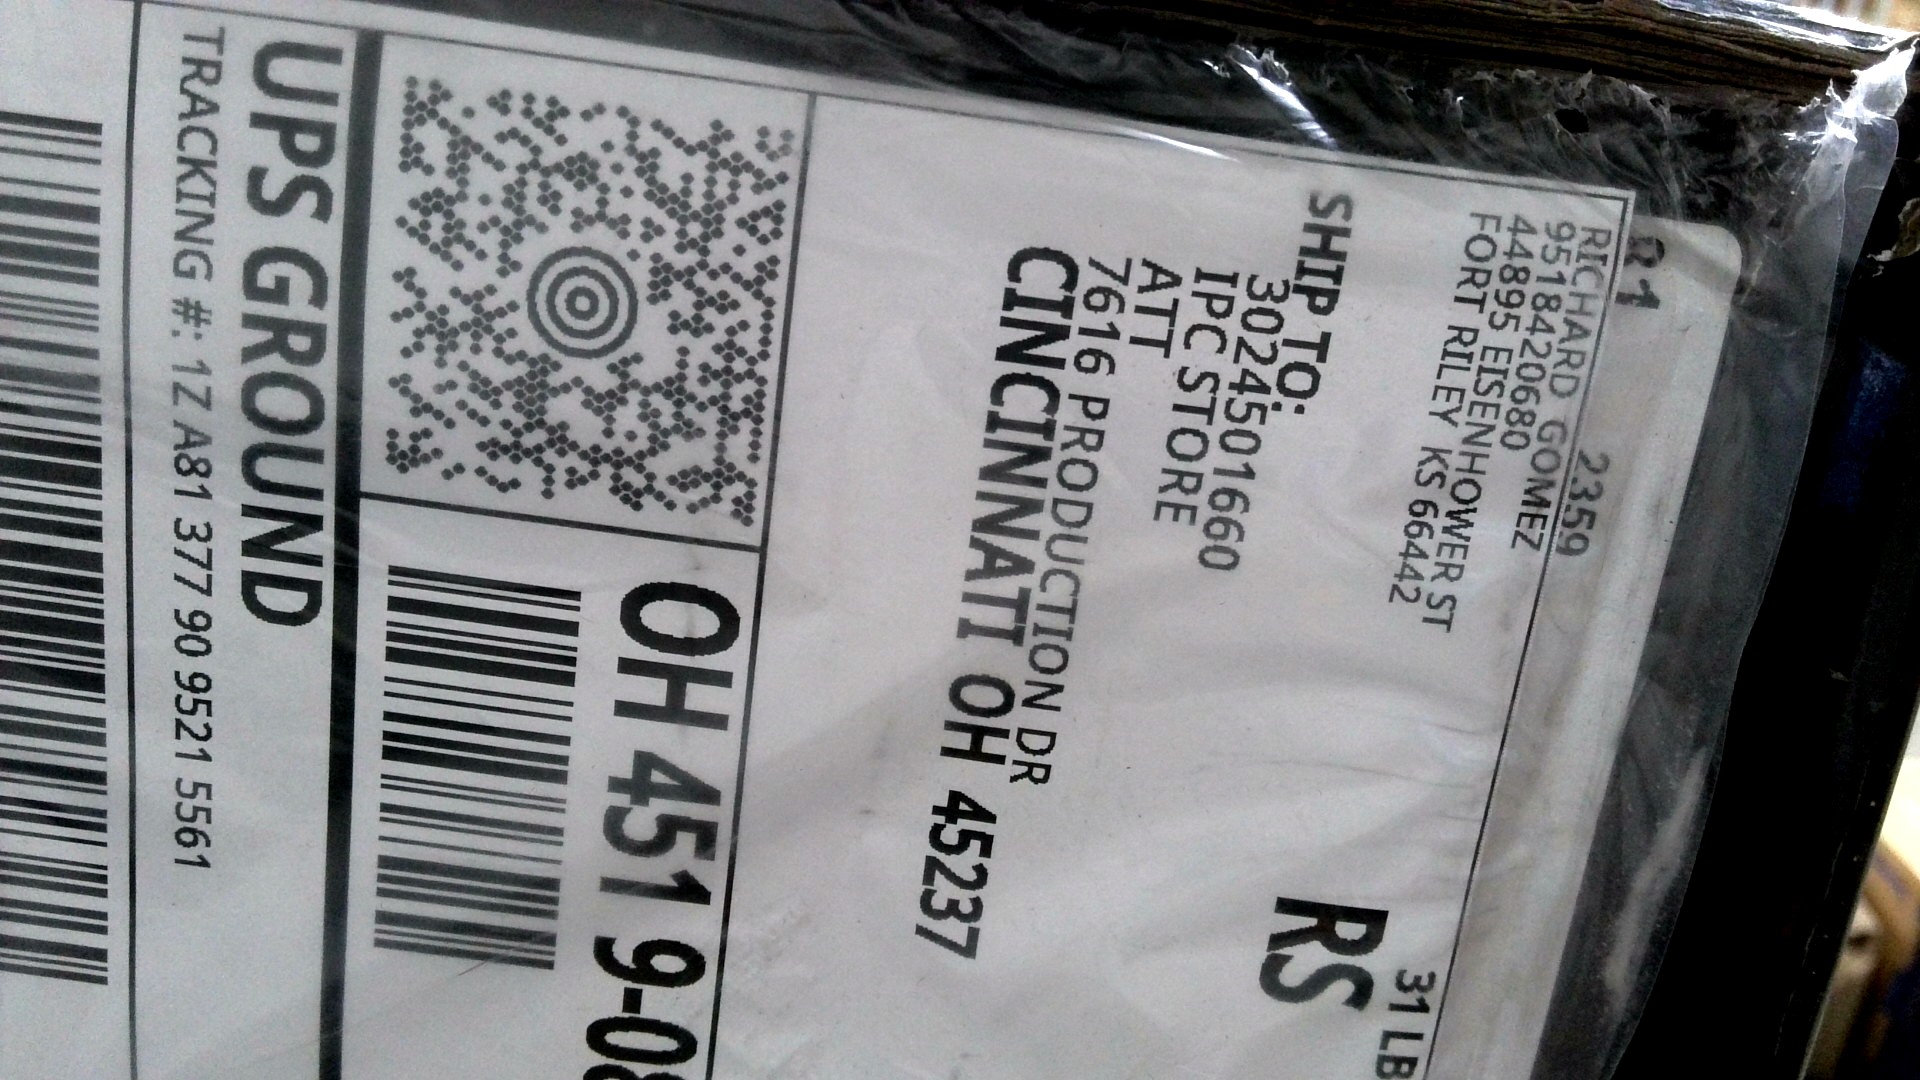 R1
2359
RICHARD GOMEZ
9518420680
44895 EISENHOWER ST
FORT RILEY KS 66442
31 LB
RS
SHIP TO:
3024501660
IPC STORE
ATT
7616 PRODUCTION DR
CINCINNATI OH 45237
OH 451 9-08
UPS GROUND
TRACKING #: 1Z A81 377 90 9521 5561